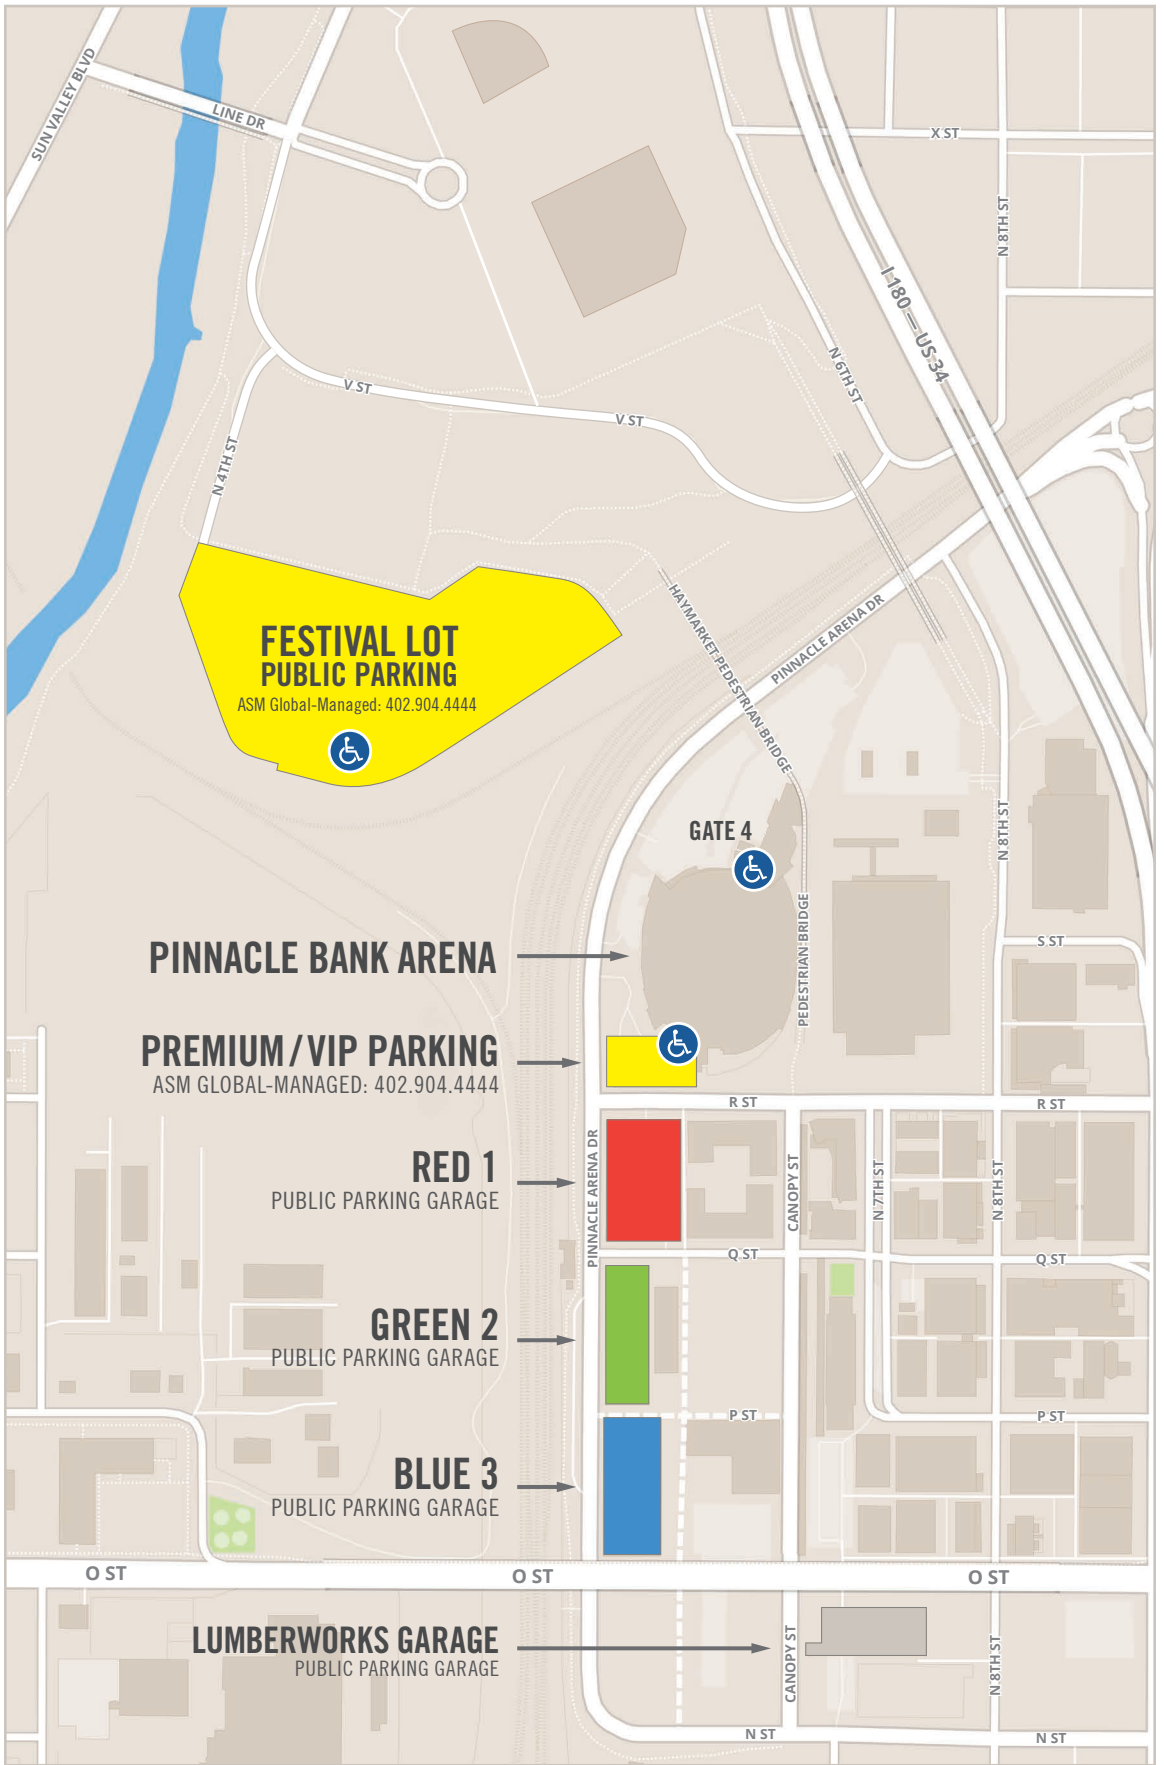 SUN VALLEY BLVD
LINE DR
X ST
N 8TH ST
I 180 — US 34
N 6TH ST
V ST
V ST
N 4TH ST
HAYMARKET PEDESTRIAN BRIDGE
PINNACLE ARENA DR
FESTIVAL LOT
PUBLIC PARKING
ASM Global-Managed: 402.904.4444
GATE 4
N 8TH ST
PEDESTRIAN BRIDGE
S ST
PINNACLE BANK ARENA
PREMIUM/VIP PARKING
ASM GLOBAL-MANAGED: 402.904.4444
R ST
R ST
RED 1
PUBLIC PARKING GARAGE
PINNACLE ARENA DR
CANOPY ST
N 7TH ST
N 8TH ST
Q ST
Q ST
GREEN 2
PUBLIC PARKING GARAGE
P ST
P ST
BLUE 3
PUBLIC PARKING GARAGE
O ST
O ST
O ST
LUMBERWORKS GARAGE
PUBLIC PARKING GARAGE
CANOPY ST
N 8TH ST
N ST
N ST